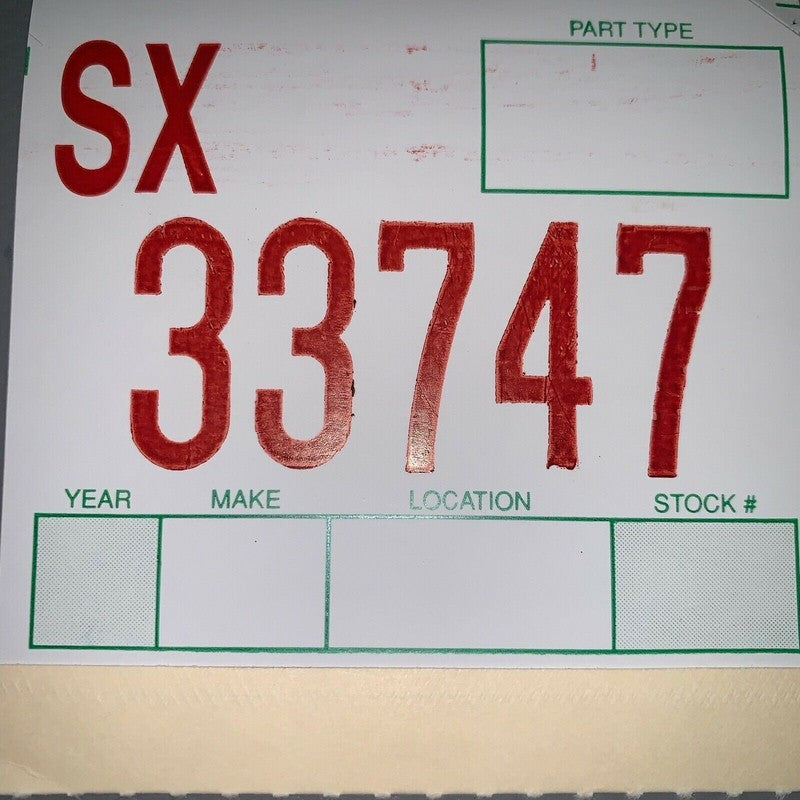 PART TYPE
SX
33747
YEAR MAKE LOCATION STOCK #